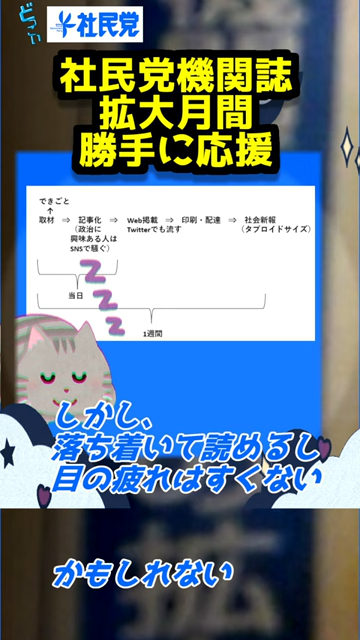 どこハ
社民党
社民党機関誌
拡大月間
勝手に応援
できごと
↑
取材 ⇒ 記事化 ⇒ Web掲載 ⇒ 印刷・配達 ⇒ 社会新報
(政治に Twitterでも流す (タブロイドサイズ)
興味ある人は
SNSで騒ぐ)
z
z
z
当日
1週間
しかし、
落ち着いて読めるし
目の疲れはすくない
かもしれない
拡